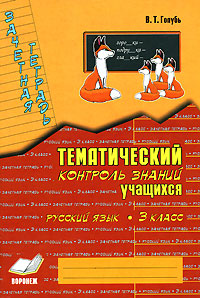 В. Т. Голубь
ЗАЧЕТНАЯ
ТЕТРАДЬ
ТЕМАТИЧЕСКИЙ
КОНТРОЛЬ ЗНАНИЙ
УЧАЩИХСЯ
РУССКИЙ ЯЗЫК • 3 КЛАСС
ВОРОНЕЖ